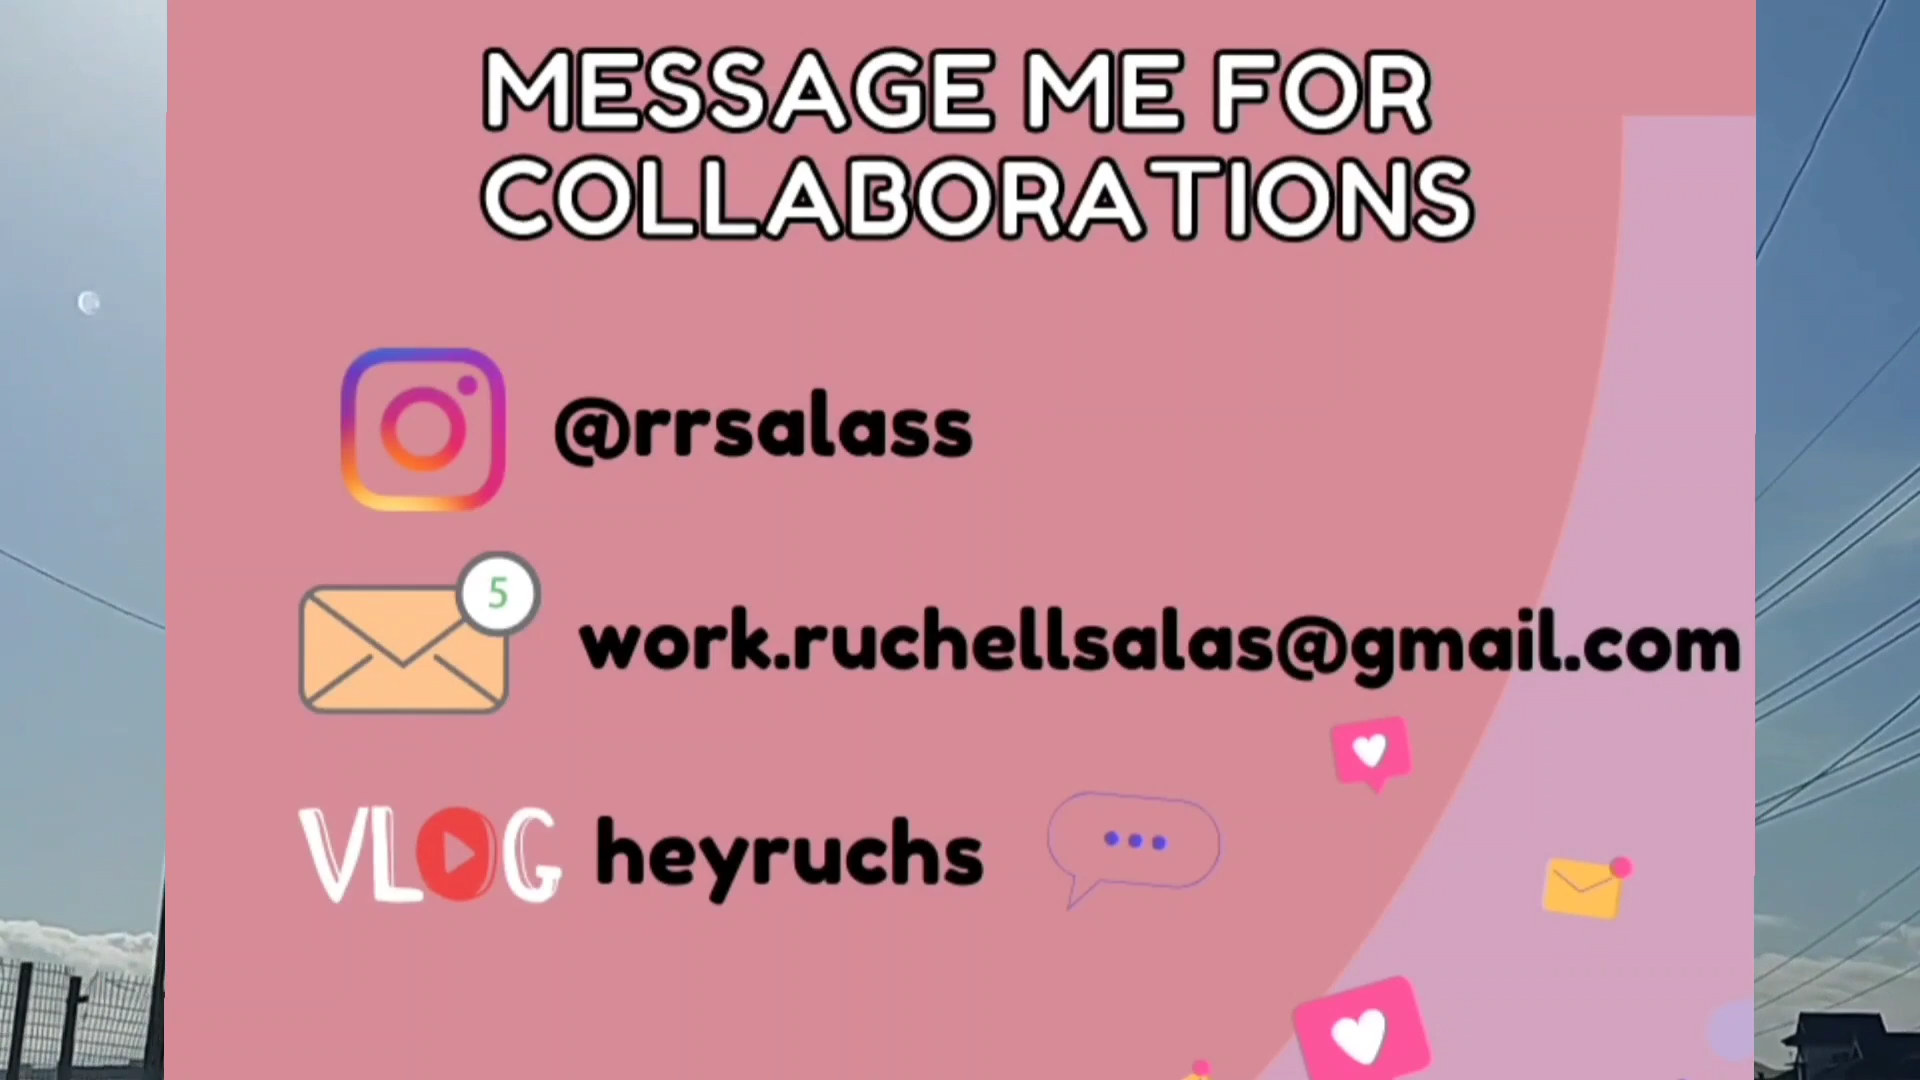 MESSAGE ME FOR
COLLABORATIONS
@rrsalass
5
work.ruchellsalas@gmail.com
VLOG heyruchs